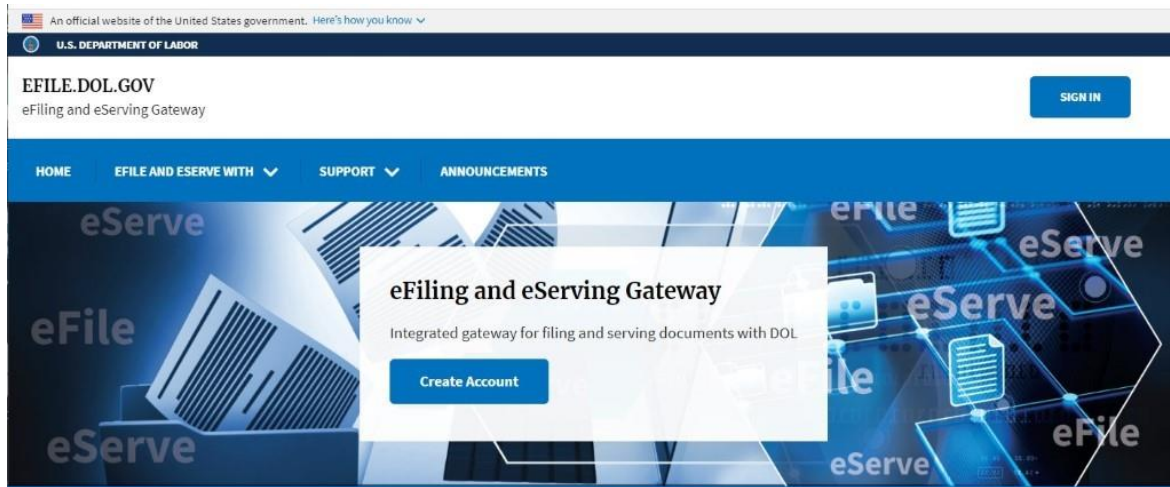 An official website of the United States government. Here's how you know
U.S. DEPARTMENT OF LABOR
EFILE.DOL.GOV
eFiling and eServing Gateway
SIGN IN
HOME EFILE AND ESERVE WITH SUPPORT ANNOUNCEMENTS
eServe
eFile
eServe
eFiling and eServing Gateway
Integrated gateway for filing and serving documents with DOL
Create Account
eFile
eServe
eServe
eFile
eFile
eServe